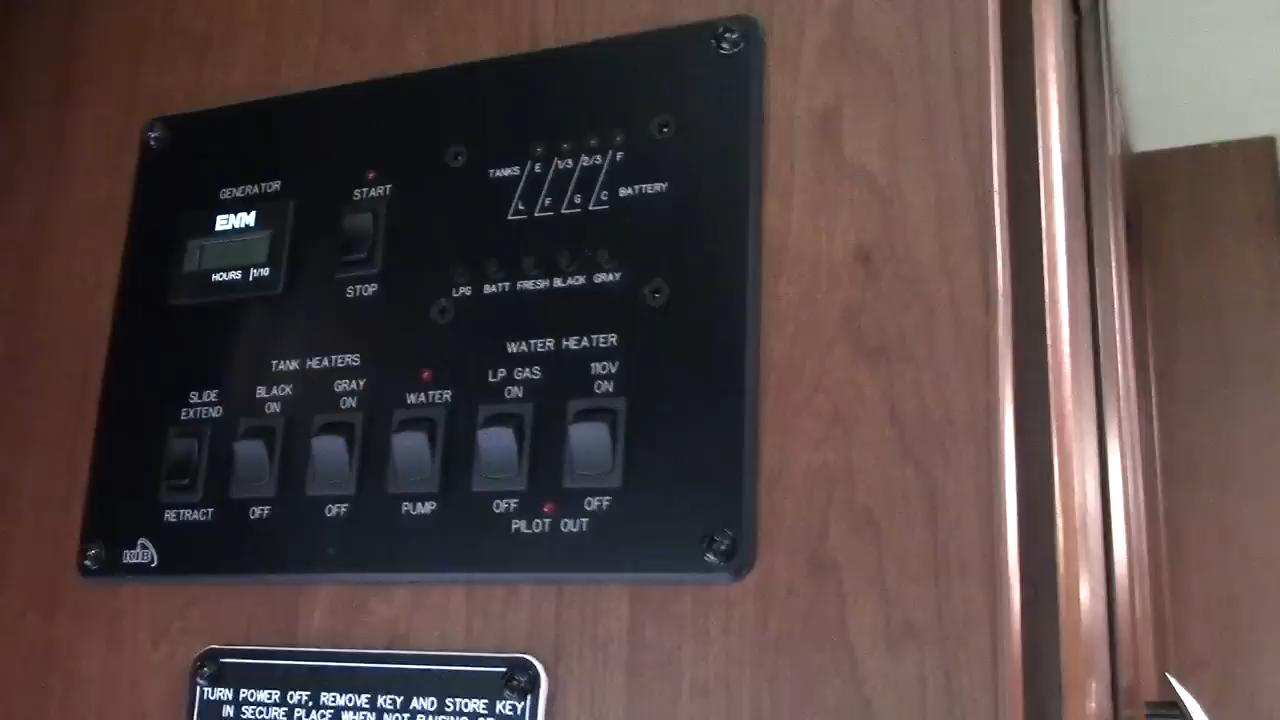 GENERATOR
ENM
HOURS 1/10
START
STOP
TANKS E 1/3 2/3 F
L F G C BATTERY
LPG BATT FRESH BLACK GRAY
WATER HEATER
TANK HEATERS
SLIDE EXTEND
BLACK ON
GRAY ON
WATER
LP GAS ON
110V ON
RETRACT
OFF
OFF
PUMP
OFF
OFF
PILOT OUT
KIB
TURN POWER OFF, REMOVE KEY AND STORE KEY
IN SECURE PLACE WHEN NOT RAISING OR